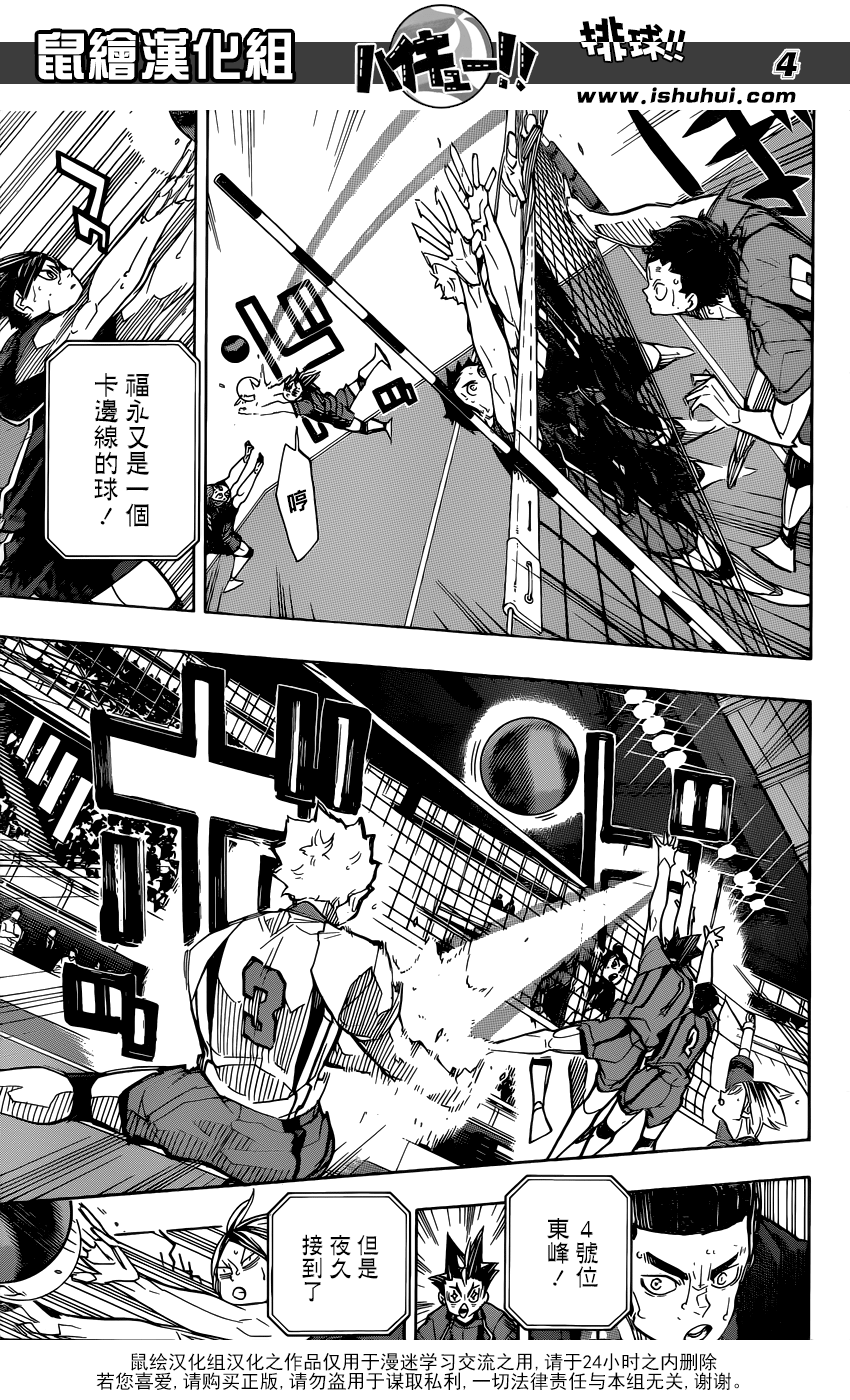 鼠繪漢化組
ハイキュー!!
排球!!
4
www.ishuhui.com
哼
福永又是一個
卡邊線的球！
3
4號位
東峰！
但是
夜久
接到了
鼠绘汉化组汉化之作品仅用于漫迷学习交流之用,请于24小时之内删除
若您喜爱,请购买正版,请勿盗用于谋取私利,一切法律责任与本组无关,谢谢。